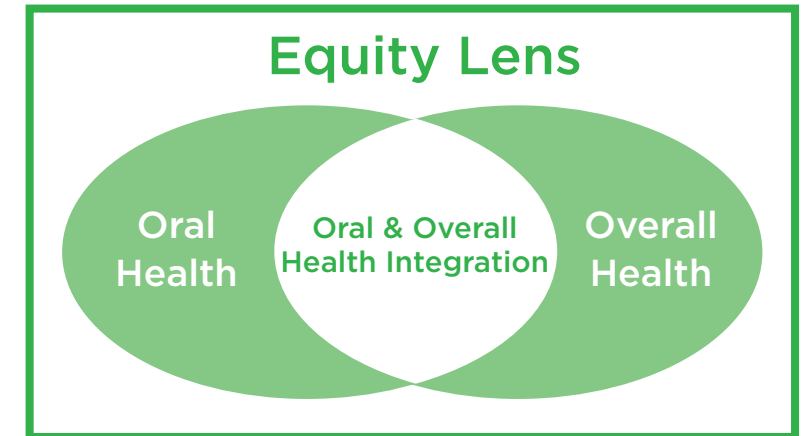 Equity Lens
Oral
Health
Oral & Overall
Health Integration
Overall
Health